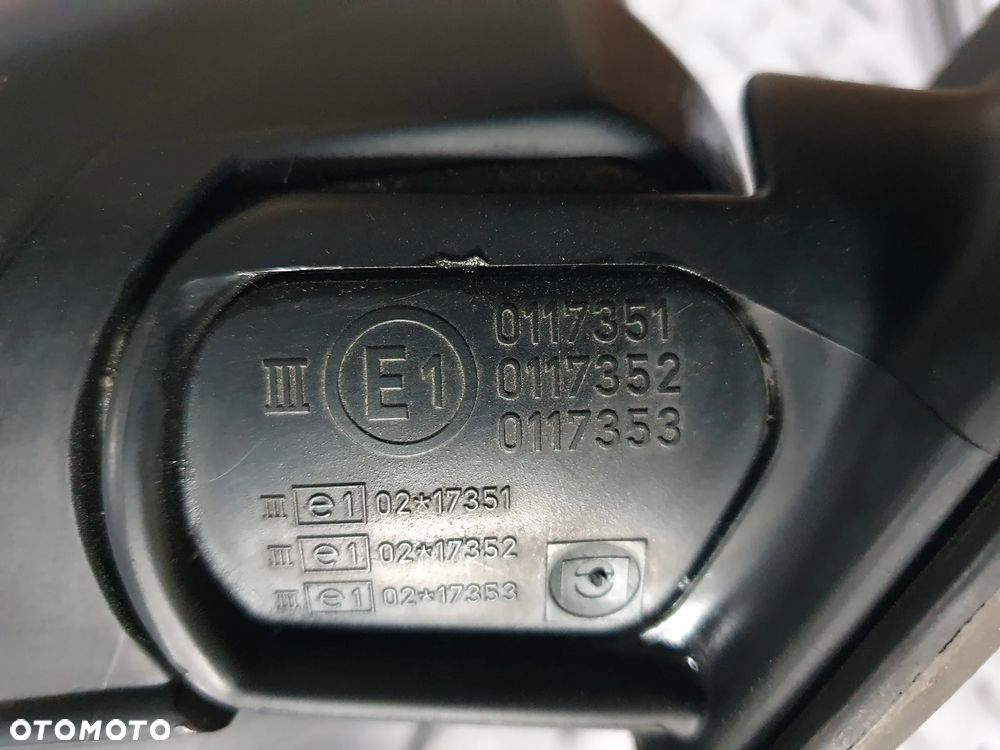 III E1 0117351
0117352
0117353
III e1 02*17351
III e1 02*17352
III e1 02*17353
OTOMOTO